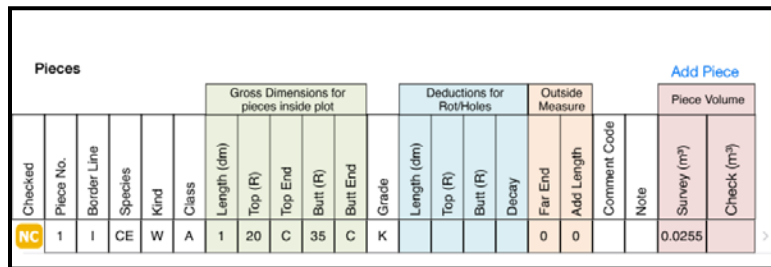 Pieces
Add Piece
Gross Dimensions for
pieces inside plot
Deductions for
Rot/Holes
Outside
Measure
Piece Volume
Checked
Piece No.
Border Line
Species
Kind
Class
Length (dm)
Top (R)
Top End
Butt (R)
Butt End
Grade
Length (dm)
Top (R)
Butt (R)
Decay
Far End
Add Length
Comment Code
Note
Survey (m³)
Check (m³)
NC 1 I CE W A 1 20 C 35 C K 0 0 0.0255 >